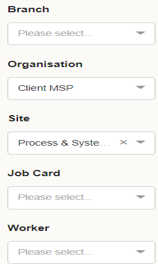 Branch
Please select...
Organisation
Client MSP
Site
Process & Syste...
Job Card
Please select...
Worker
Please select...